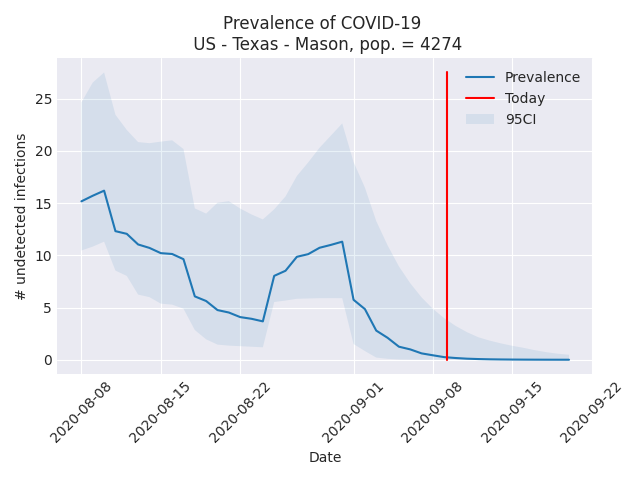 Prevalence of COVID-19
US - Texas - Mason, pop. = 4274
Prevalence
Today
95CI
# undetected infections
25
20
15
10
5
0
2020-08-08
2020-08-15
2020-08-22
2020-09-01
2020-09-08
2020-09-15
2020-09-22
Date